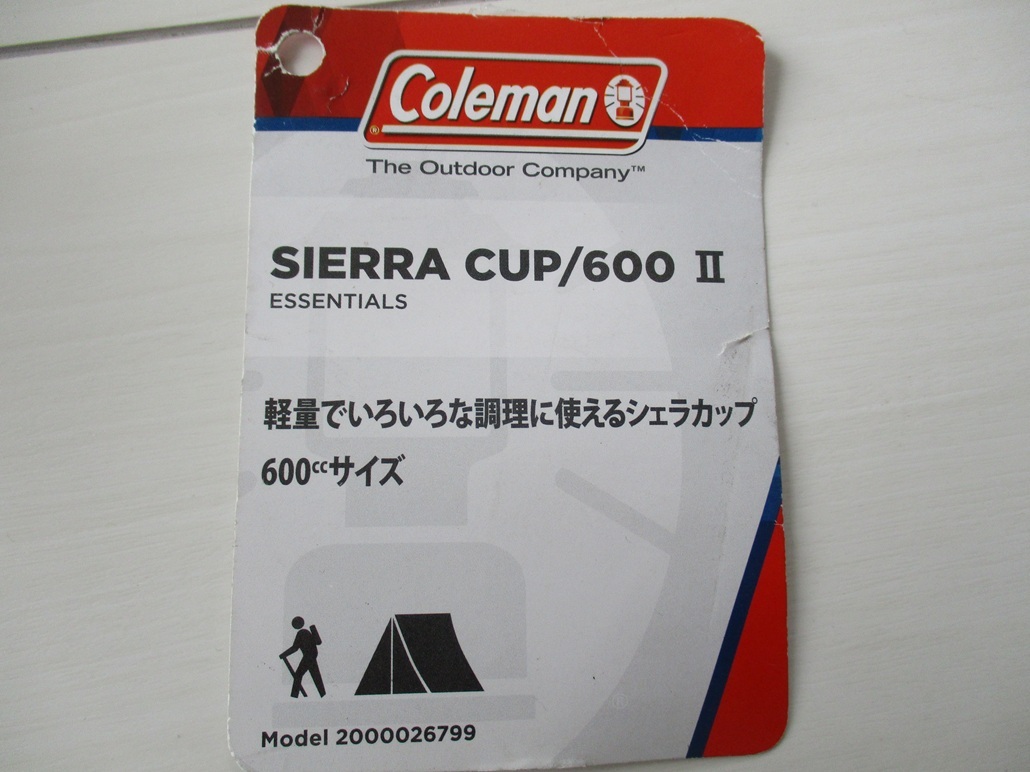 Coleman
®
The Outdoor Company™
SIERRA CUP/600 Ⅱ
ESSENTIALS
軽量でいろいろな調理に使えるシェラカップ
600ccサイズ
Model 2000026799